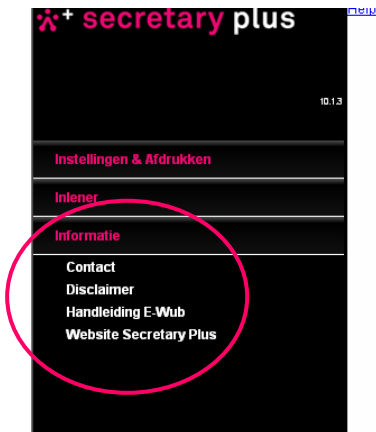 secretary plus
Help
10.1.3
Instellingen & Afdrukken
Inlener
Informatie
Contact
Disclaimer
Handleiding E-Wub
Website Secretary Plus